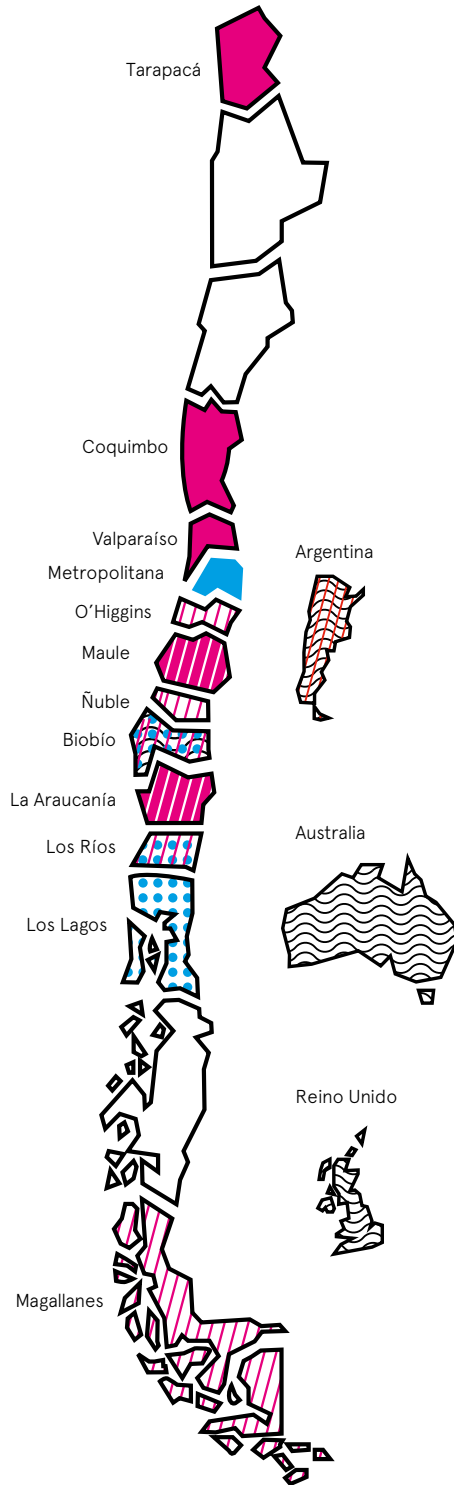 Tarapacá
Coquimbo
Valparaíso
Metropolitana
O´Higgins
Maule
Ñuble
Biobío
La Araucanía
Los Ríos
Los Lagos
Magallanes
Argentina
Australia
Reino Unido